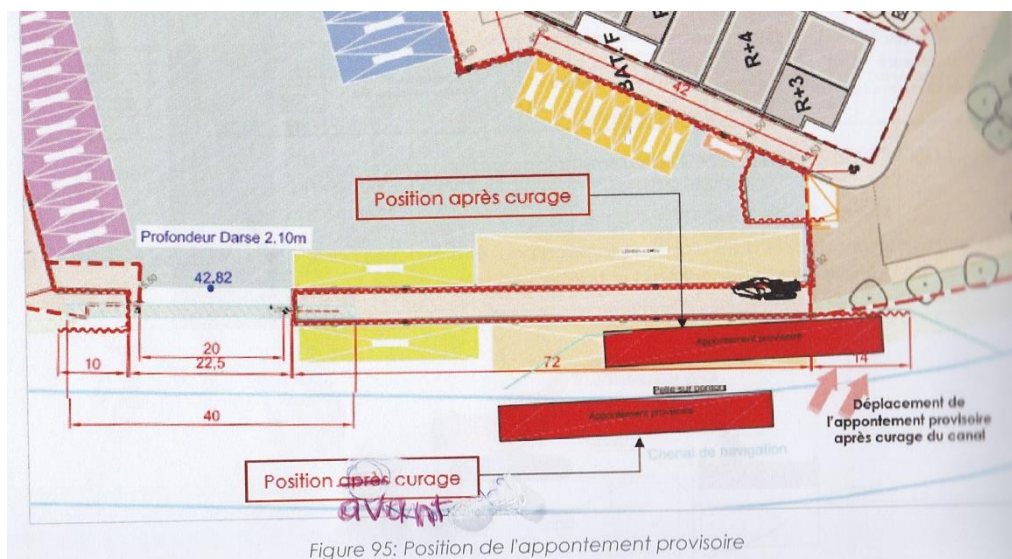 BAT.F
R+4
R+3
42
Position après curage
Profondeur Darse 2.10m
42.82
20
10
22,5
72
14
40
Appontement provisoire
Pelle sur ponton
Appontement provisoire
Déplacement de
l'appontement provisoire
après curage du canal
Chenal de navigation
Position après curage
avant
Figure 95: Position de l'appontement provisoire